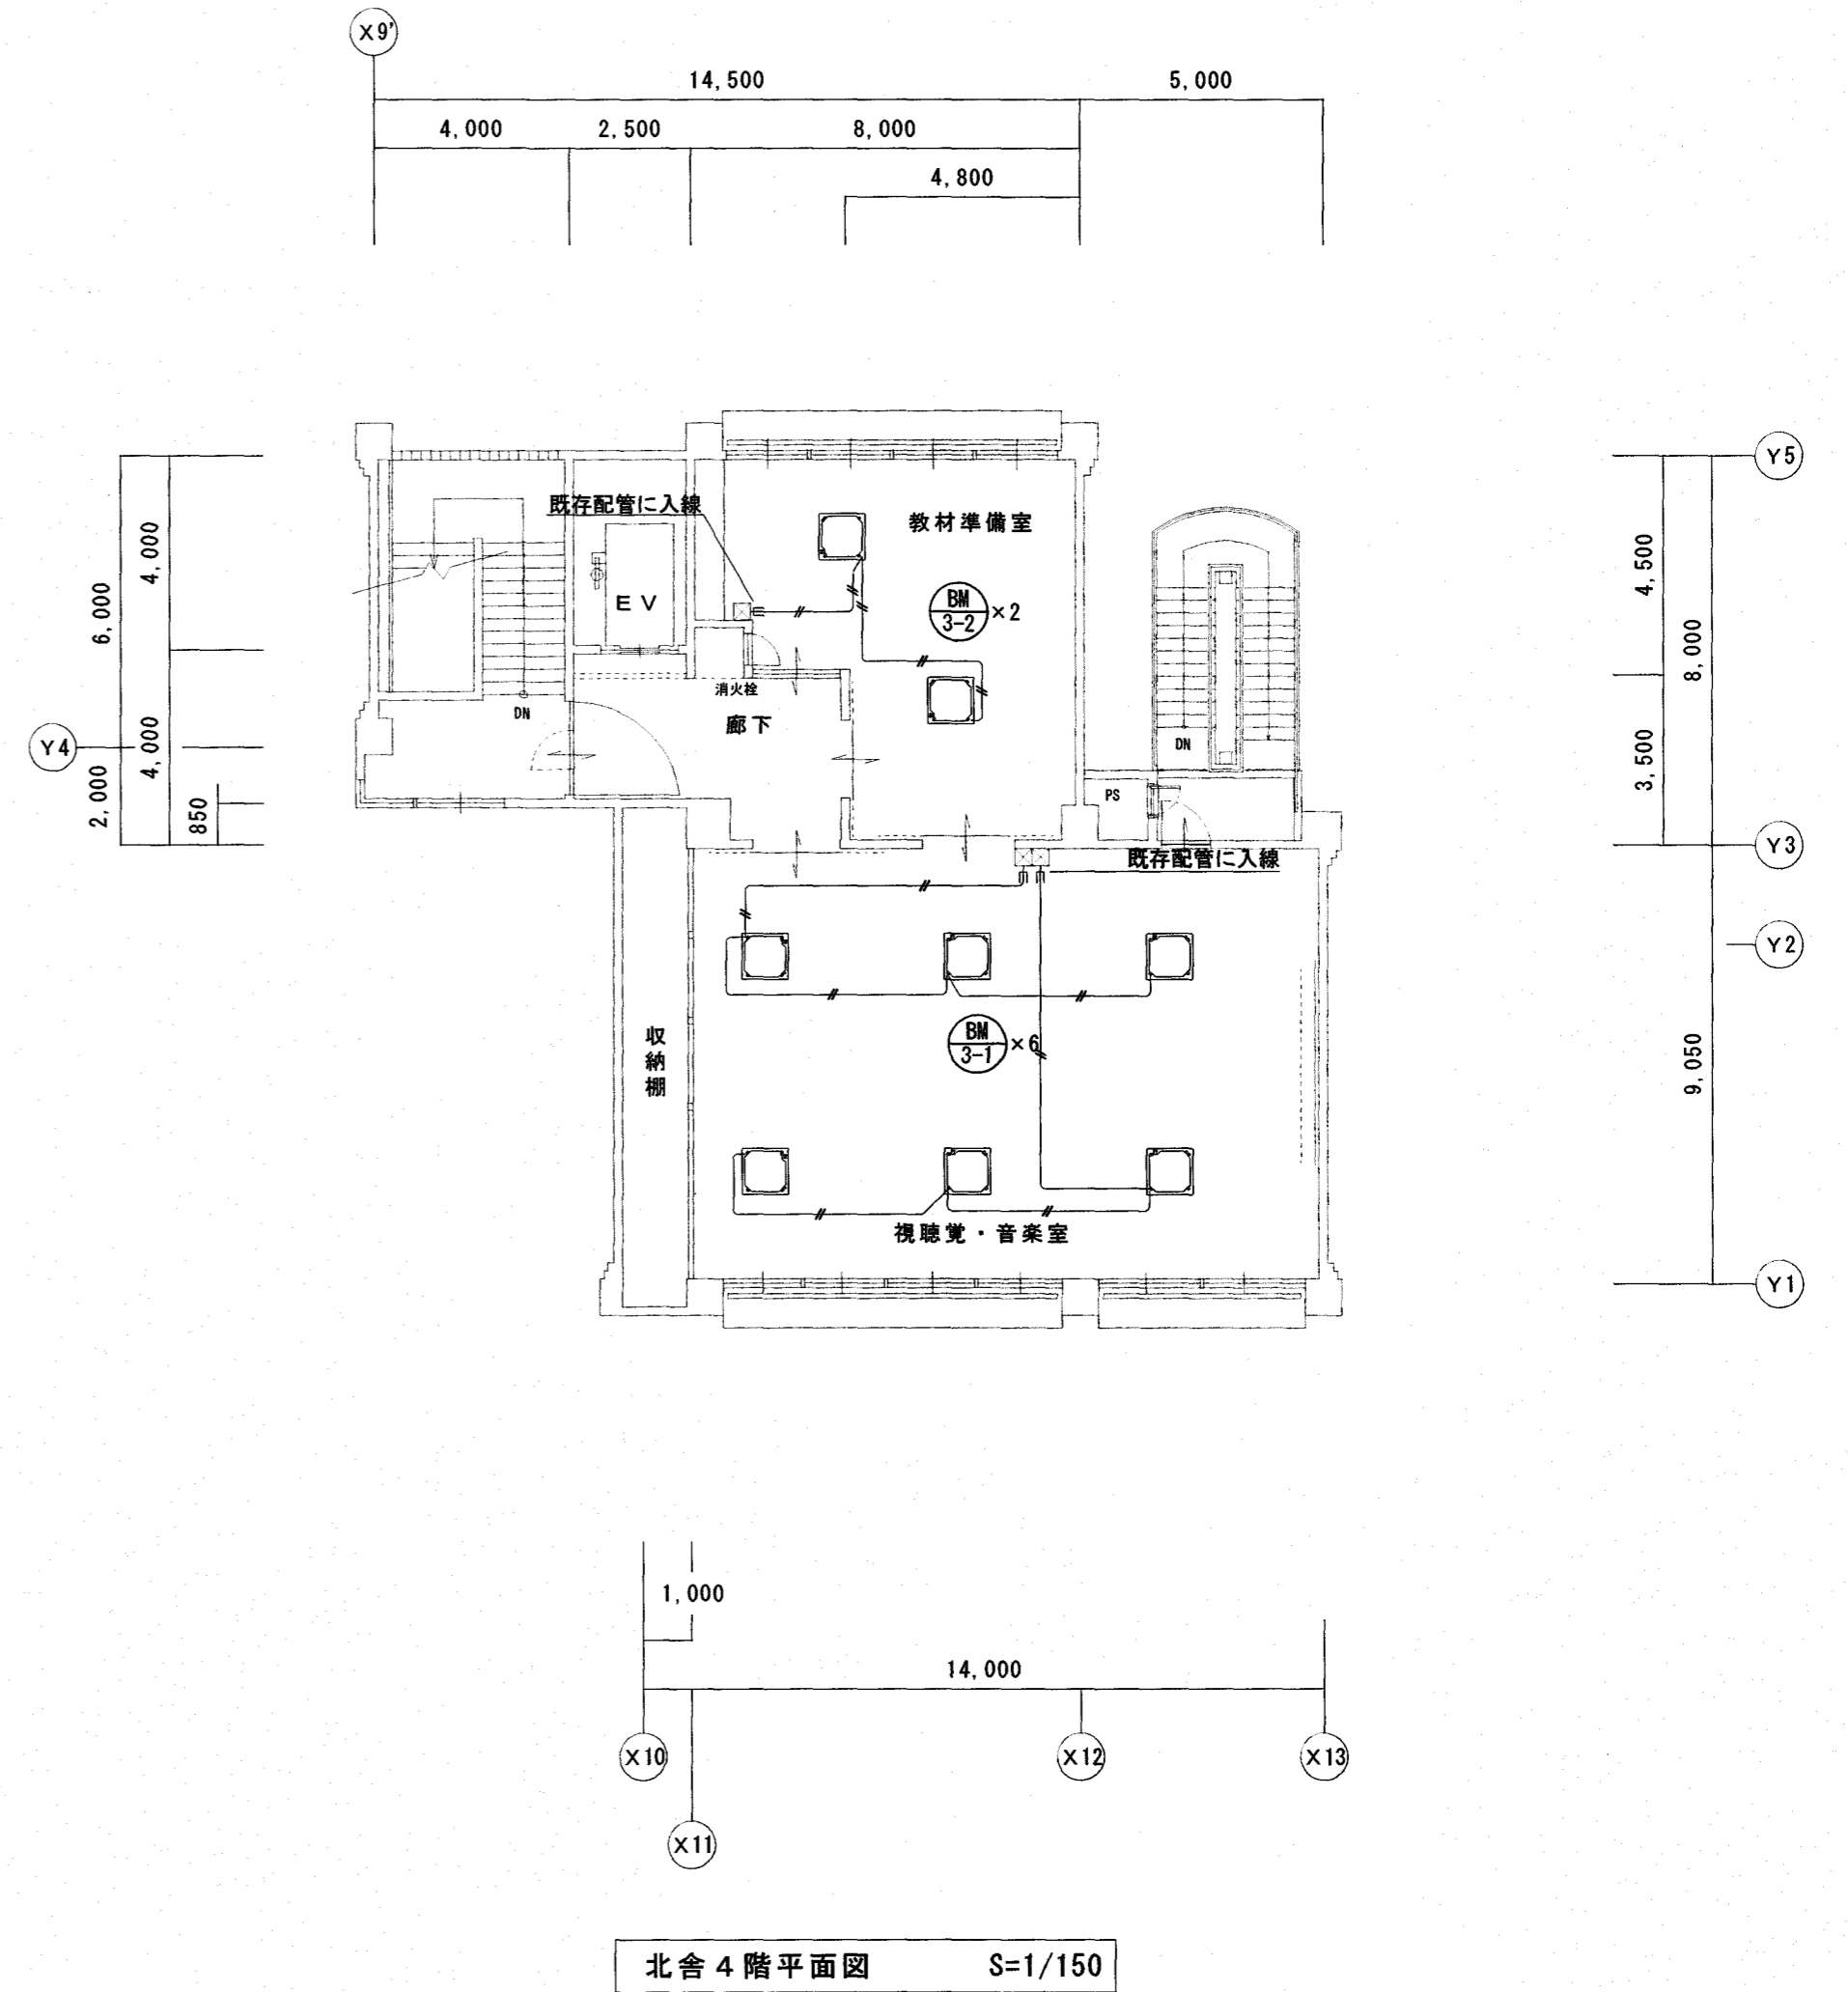 X9'
14,500
5,000
4,000
2,500
8,000
4,800
Y5
既存配管に入線
教材準備室
4,000
4,500
6,000
EV
BM
3-2
×2
8,000
消火栓
DN
廊下
DN
Y4
4,000
3,500
2,000
850
PS
Y3
既存配管に入線
Y2
収納棚
BM
3-1
×6
9,050
視聴覚・音楽室
Y1
1,000
14,000
X10
X12
X13
X11
北舎4階平面図 S=1/150